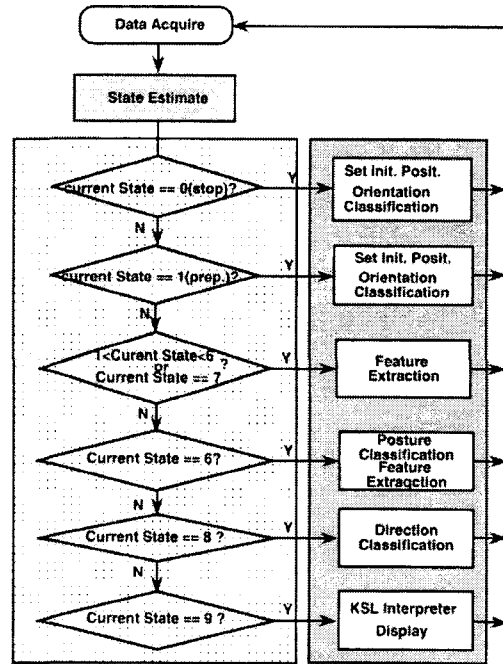 Data Acquire
State Estimate
current State == 0(stop)?
Y
Set Init. Posit.
Orientation
Classification
N
current State == 1(prep.)?
Y
Set Init. Posit.
Orientation
Classification
N
1<Curent State<6
or ?
Current State == 7
Y
Feature
Extraction
N
Current State == 6?
Y
Posture
Classification
Feature
Extraqction
N
Current State == 8 ?
Y
Direction
Classification
N
Current State == 9 ?
Y
KSL Interpreter
Display